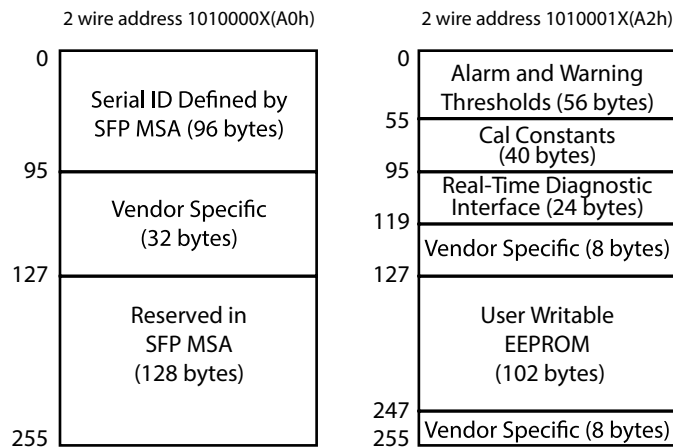 2 wire address 1010000X(A0h)
0
Serial ID Defined by
SFP MSA (96 bytes)
95
Vendor Specific
(32 bytes)
127
Reserved in
SFP MSA
(128 bytes)
255
2 wire address 1010001X(A2h)
0
Alarm and Warning
Thresholds (56 bytes)
55
Cal Constants
(40 bytes)
95
Real-Time Diagnostic
Interface (24 bytes)
119
Vendor Specific (8 bytes)
127
User Writable
EEPROM
(102 bytes)
247
Vendor Specific (8 bytes)
255